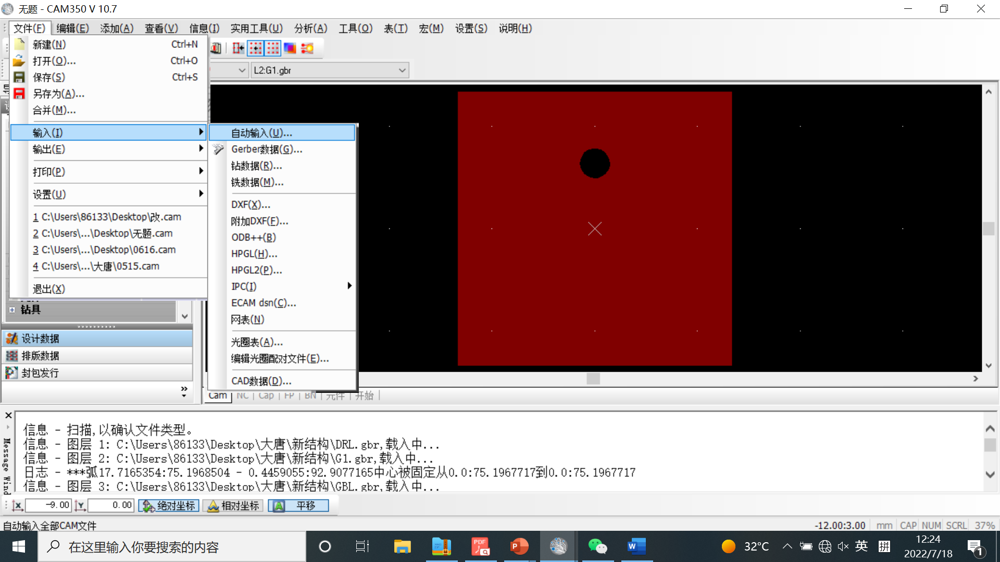 无题 - CAM350 V 10.7
文件(F) 编辑(E) 添加(A) 查看(V) 信息(I) 实用工具(U) 分析(A) 工具(O) 表(T) 宏(M) 设置(S) 说明(H)
新建(N) Ctrl+N
打开(O)... Ctrl+O
保存(S) Ctrl+S
另存为(A)...
合并(M)...
输入(I)
输出(E)
打印(P)
设置(U)
1 C:\Users\86133\Desktop\改.cam
2 C:\Users\...\Desktop\无题.cam
3 C:\Users\...\Desktop\0616.cam
4 C:\Users\...\大唐\0515.cam
退出(X)
L2:G1.gbr
自动输入(U)...
Gerber数据(G)...
钻数据(R)...
铣数据(M)...
DXF(X)...
附加DXF(F)...
ODB++(B)
HPGL(H)...
HPGL2(P)...
IPC(I)
ECAM dsn(C)...
网表(N)
光圈表(A)...
编辑光圈配对文件(E)...
CAD数据(D)...
钻具
设计数据
排版数据
封包发行
Cam NC Cap FP BN 元件 开始
Message Wind
信息 - 扫描,以确认文件类型。
信息 - 图层 1: C:\Users\86133\Desktop\大唐\新结构\DRL.gbr,载入中...
信息 - 图层 2: C:\Users\86133\Desktop\大唐\新结构\G1.gbr,载入中...
日志 - ***弧17.7165354:75.1968504 - 0.4459055:92.9077165中心被固定从0.0:75.1967717到0.0:75.1967717
信息 - 图层 3: C:\Users\86133\Desktop\大唐\新结构\GBL.gbr,载入中...
X -9.00 Y 0.00 绝对坐标 相对坐标 平移
自动输入全部CAM文件 -12.00:3.00 mm CAP NUM SCRL 37%
在这里输入你要搜索的内容
PDF
P
W
32°C 英 拼
12:24
2022/7/18
1